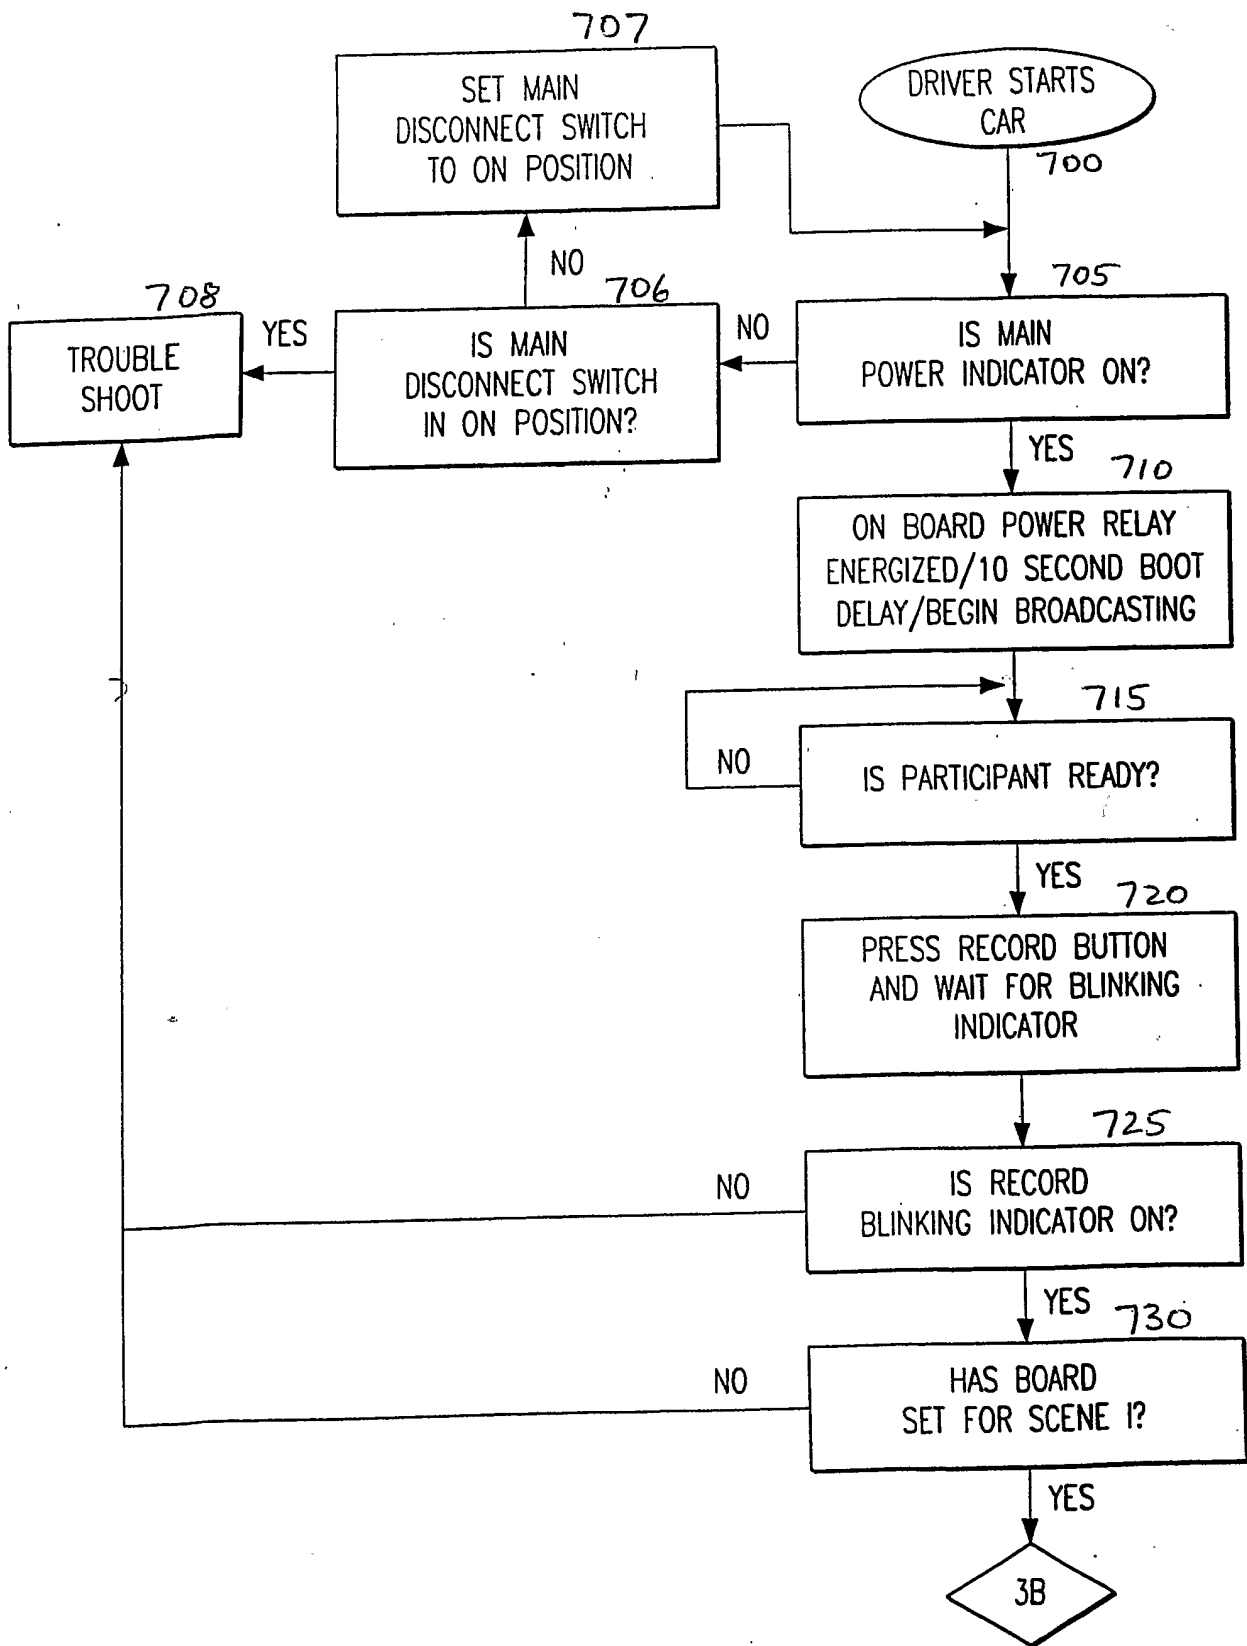 707
SET MAIN
DISCONNECT SWITCH
TO ON POSITION
DRIVER STARTS
CAR
700
NO
708
TROUBLE
SHOOT
YES
706
IS MAIN
DISCONNECT SWITCH
IN ON POSITION?
NO
705
IS MAIN
POWER INDICATOR ON?
YES
710
ON BOARD POWER RELAY
ENERGIZED/10 SECOND BOOT
DELAY/BEGIN BROADCASTING
715
NO
IS PARTICIPANT READY?
YES
720
PRESS RECORD BUTTON
AND WAIT FOR BLINKING
INDICATOR
725
NO
IS RECORD
BLINKING INDICATOR ON?
YES
730
NO
HAS BOARD
SET FOR SCENE I?
YES
3B